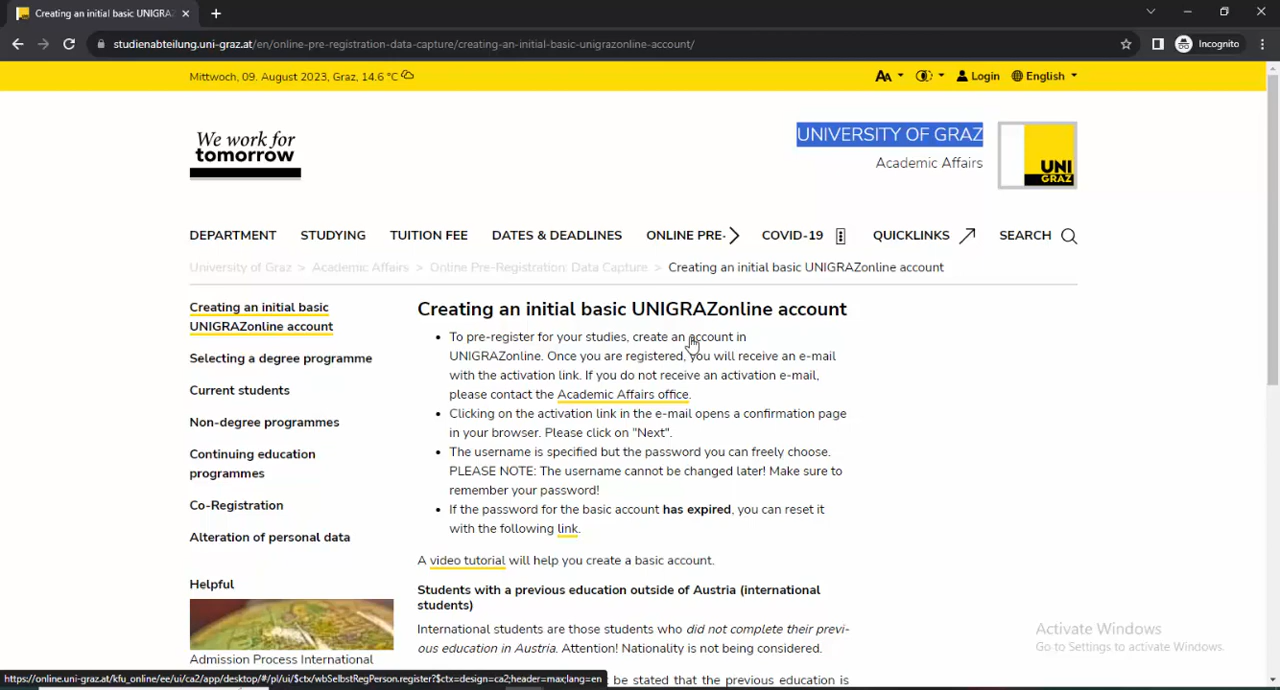 Creating an initial basic UNIGRAZ
Incognito
studienabteilung.uni-graz.at/en/online-pre-registration-data-capture/creating-an-initial-basic-unigrazonline-account/
Mittwoch, 09. August 2023, Graz, 14.6 °C
AA
Login
English
We work for
tomorrow
UNIVERSITY OF GRAZ
Academic Affairs
UNI
GRAZ
DEPARTMENT
STUDYING
TUITION FEE
DATES & DEADLINES
ONLINE PRE-
COVID-19
QUICKLINKS
SEARCH
University of Graz > Academic Affairs > Online Pre-Registration: Data Capture > Creating an initial basic UNIGRAZonline account
Creating an initial basic
UNIGRAZonline account
Selecting a degree programme
Current students
Non-degree programmes
Continuing education
programmes
Co-Registration
Alteration of personal data
Helpful
Admission Process International
Creating an initial basic UNIGRAZonline account
• To pre-register for your studies, create an account in
UNIGRAZonline. Once you are registered, you will receive an e-mail
with the activation link. If you do not receive an activation e-mail,
please contact the Academic Affairs office.
• Clicking on the activation link in the e-mail opens a confirmation page
in your browser. Please click on "Next".
• The username is specified but the password you can freely choose.
PLEASE NOTE: The username cannot be changed later! Make sure to
remember your password!
• If the password for the basic account has expired, you can reset it
with the following link.
A video tutorial will help you create a basic account.
Students with a previous education outside of Austria (international
students)
International students are those students who did not complete their previ-
ous education in Austria. Attention! Nationality is not being considered.
be stated that the previous education is
Activate Windows
Go to Settings to activate Windows.
https://online.uni-graz.at/kfu_online/ee/ui/ca2/app/desktop/#/pl/ui/$ctx/wbSelbstRegPerson.register?$ctx=design=ca2;header=max;lang=en